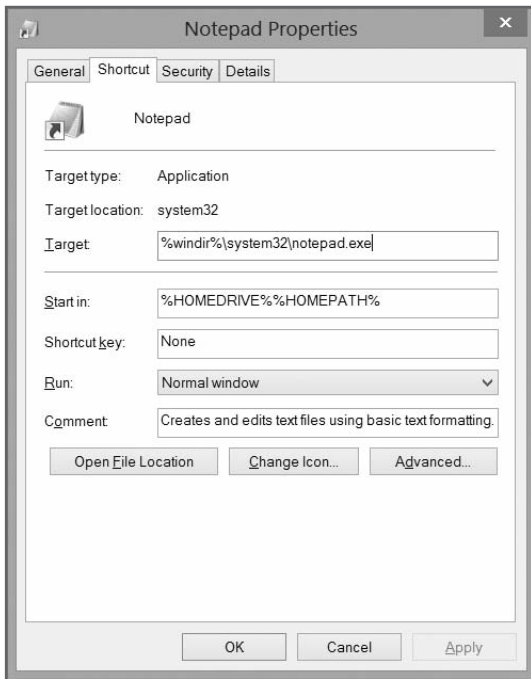 Notepad Properties
x
General Shortcut Security Details
Notepad
Target type: Application
Target location: system32
Target: %windir%\system32\notepad.exe
Start in: %HOMEDRIVE%%HOMEPATH%
Shortcut key: None
Run: Normal window
Comment: Creates and edits text files using basic text formatting.
Open File Location Change Icon... Advanced...
OK Cancel Apply